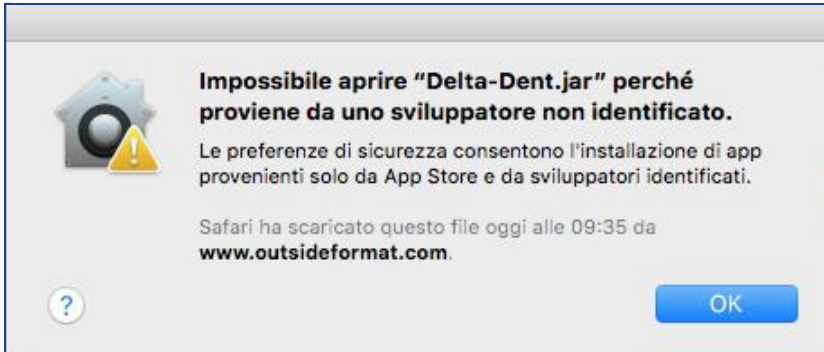 Impossibile aprire “Delta-Dent.jar” perché
proviene da uno sviluppatore non identificato.
Le preferenze di sicurezza consentono l'installazione di app
provenienti solo da App Store e da sviluppatori identificati.
Safari ha scaricato questo file oggi alle 09:35 da
www.outsideformat.com.
?
OK